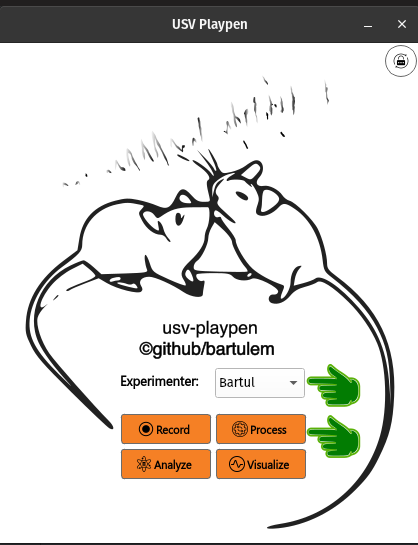 USV Playpen
usv-playpen
©github/bartulem
Experimenter: Bartul
Record Process
Analyze Visualize